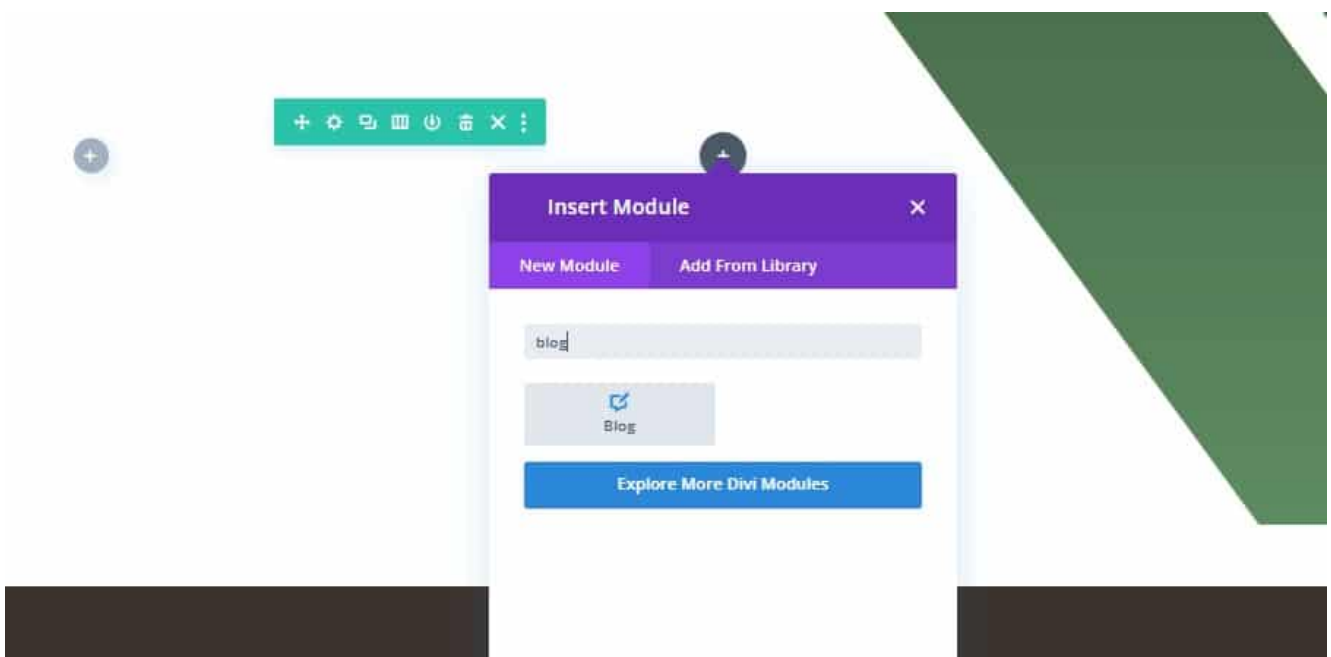 Insert Module
New Module
Add From Library
blog
Blog
Explore More Divi Modules